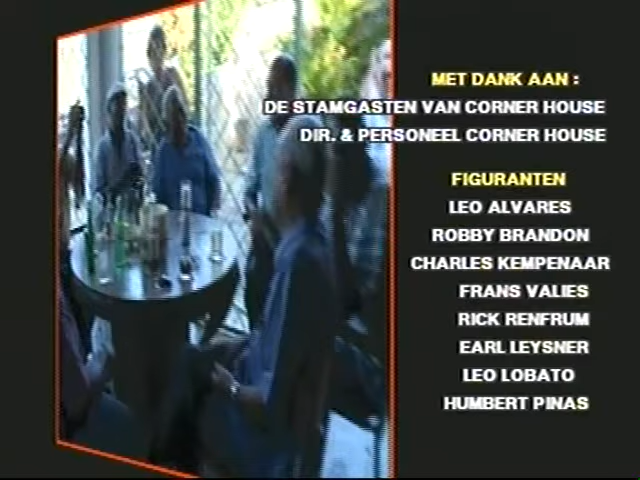 MET DANK AAN :
DE STAMGASTEN VAN CORNER HOUSE
DIR. & PERSONEEL CORNER HOUSE
FIGURANTEN
LEO ALVARES
ROBBY BRANDON
CHARLES KEMPENAAR
FRANS VALIES
RICK RENFRUM
EARL LEYSNER
LEO LOBATO
HUMBERT PINAS